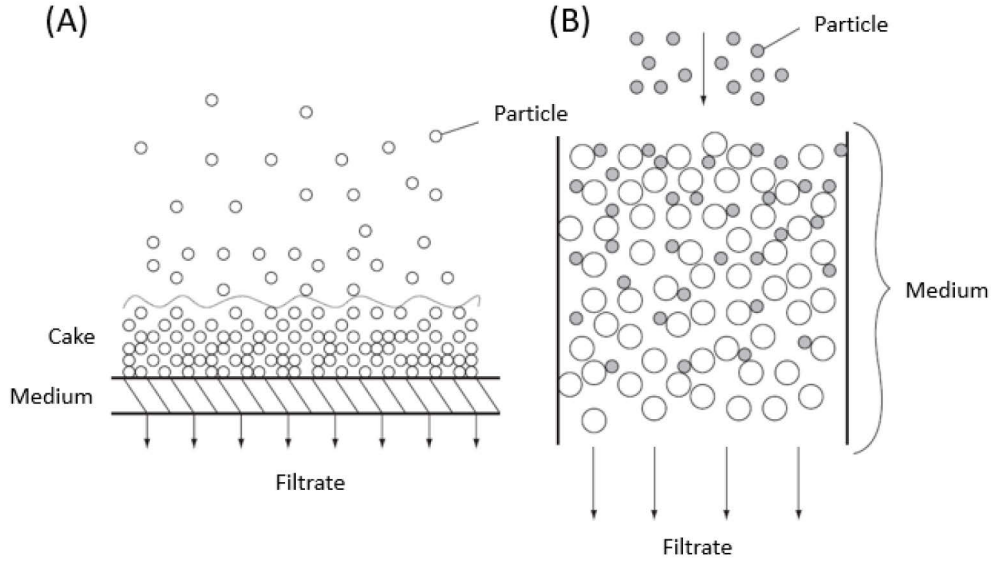 (A)
Particle
Cake
Medium
Filtrate
(B)
Particle
Medium
Filtrate